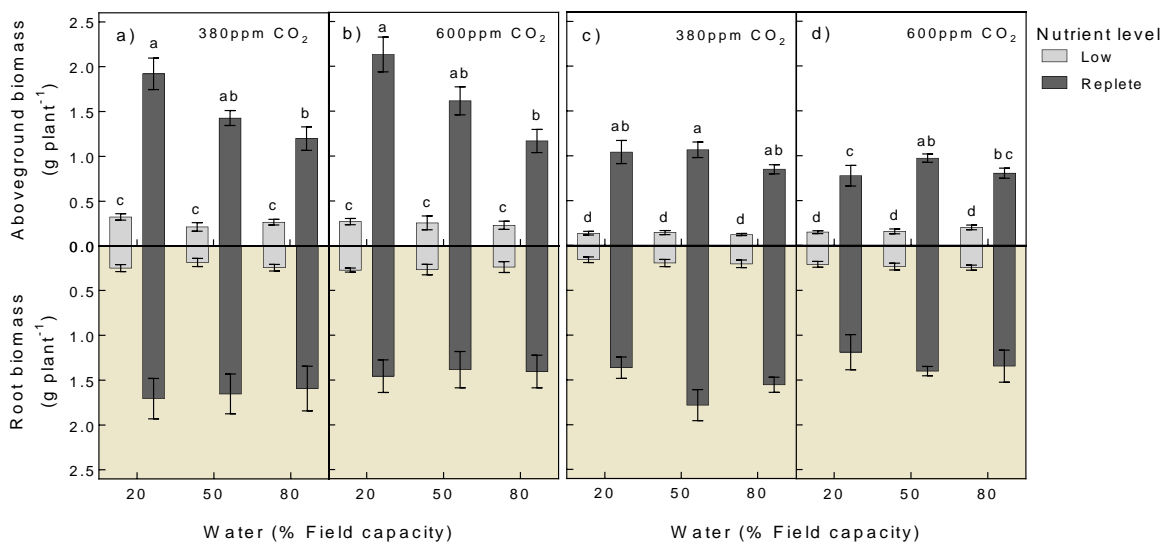 a) 380ppm CO2
b) 600ppm CO2
c) 380ppm CO2
d) 600ppm CO2
Nutrient level
Low
Replete
Aboveground biomass
(g plant-1)
Root biomass
(g plant-1)
2.5
2.0
1.5
1.0
0.5
0.0
0.5
1.0
1.5
2.0
2.5
a ab b
c c c
a ab b
c c c
ab a ab
d d d
c ab bc
d d d
20 50 80 20 50 80 20 50 80 20 50 80
Water (% Field capacity) Water (% Field capacity)